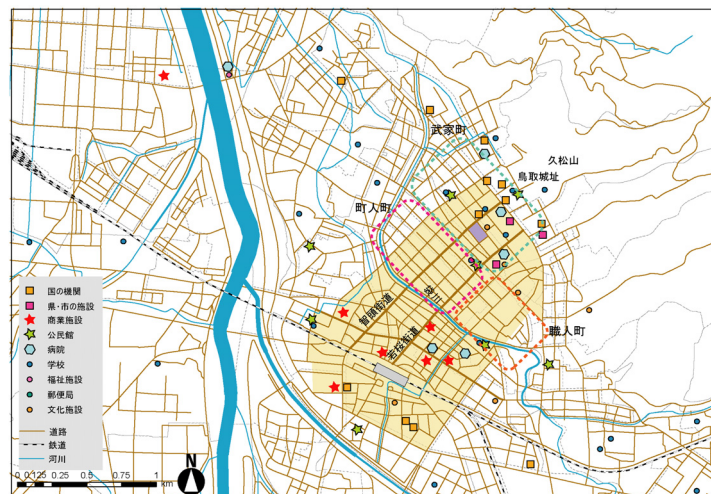 武家町
久松山
鳥取城址
町人町
袋川
智頭街道
若桜街道
職人町
国の機関
県・市の施設
商業施設
公民館
病院
学校
福祉施設
郵便局
文化施設
道路
鉄道
河川
0 0.125 0.25 0.5 0.75 1
km
N